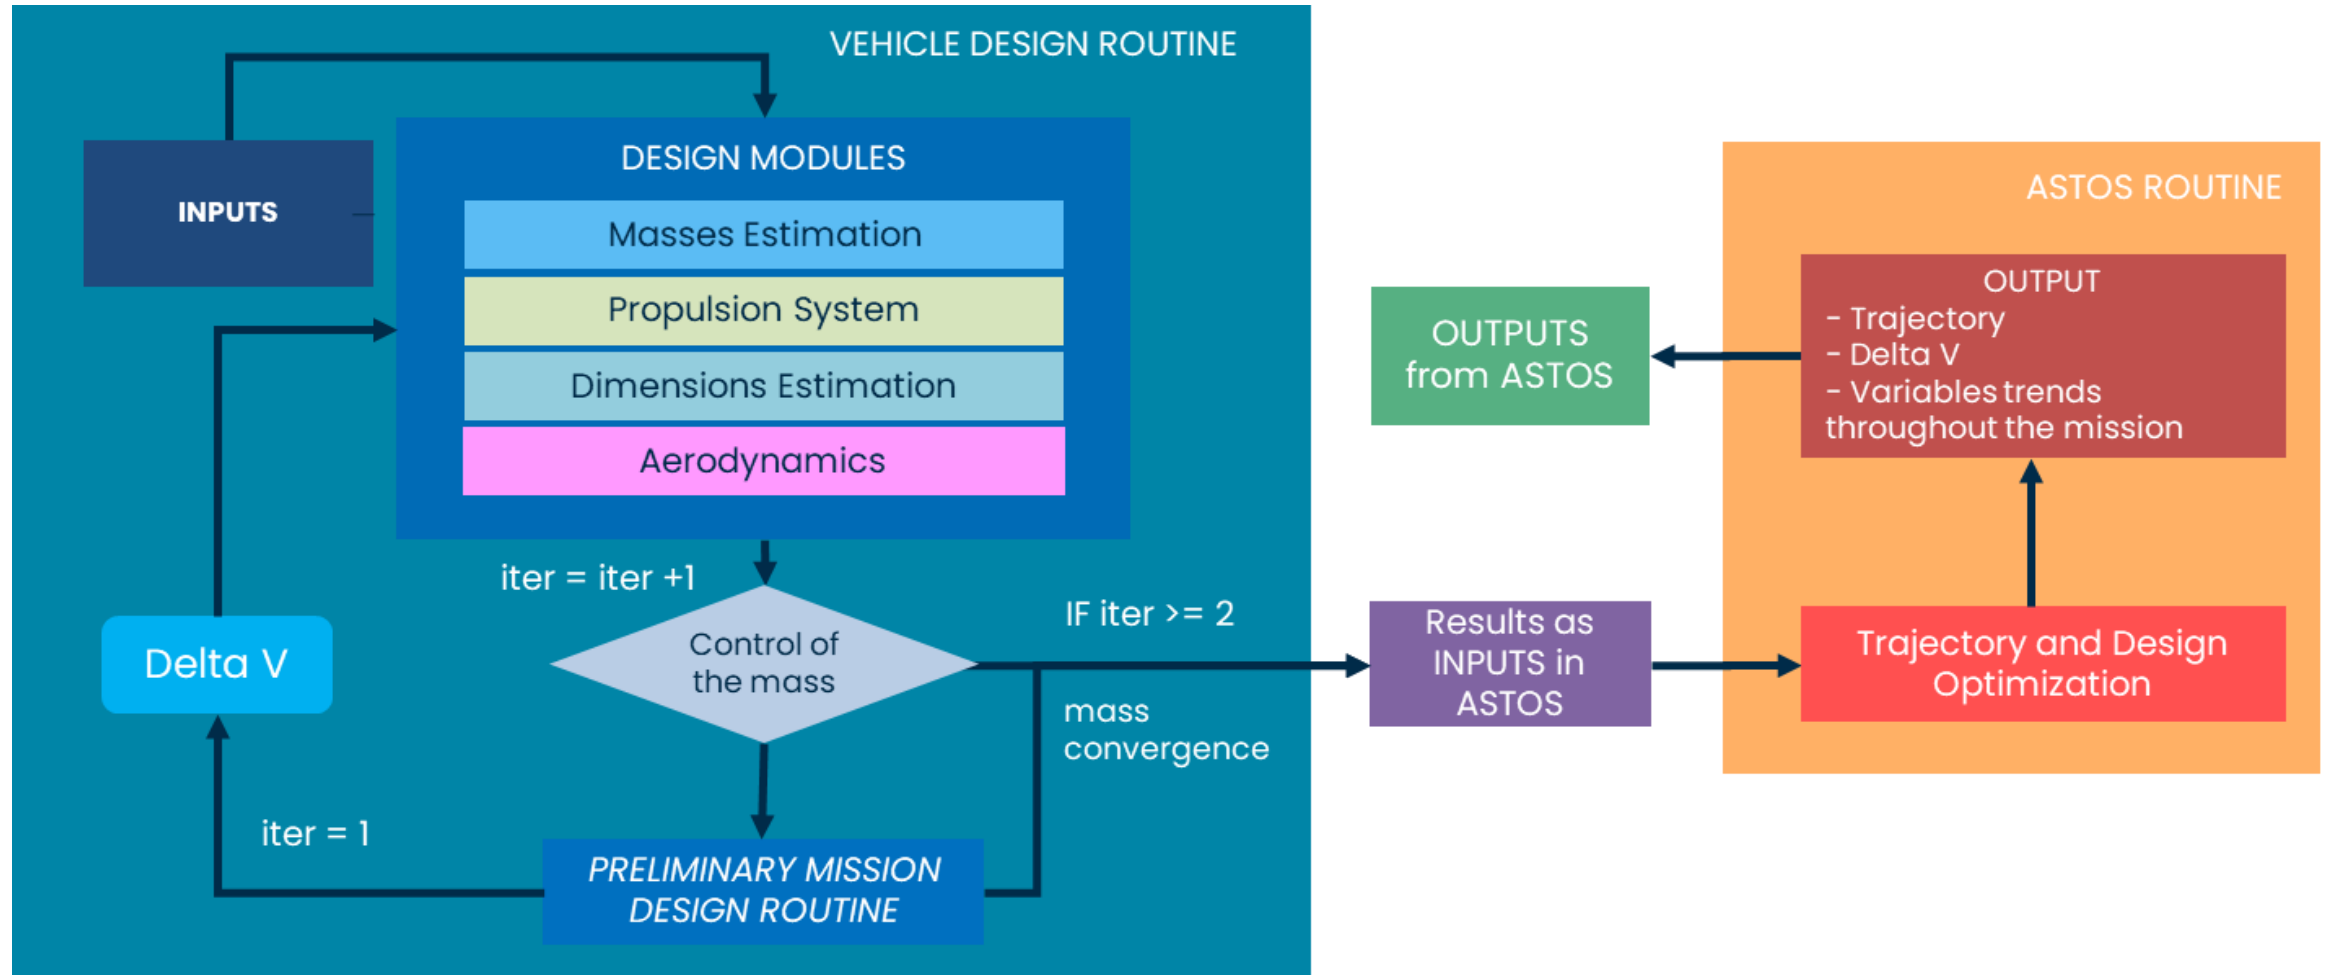 VEHICLE DESIGN ROUTINE
INPUTS
DESIGN MODULES
Masses Estimation
Propulsion System
Dimensions Estimation
Aerodynamics
iter = iter +1
Control of
the mass
IF iter >= 2
mass
convergence
Delta V
iter = 1
PRELIMINARY MISSION
DESIGN ROUTINE
Results as
INPUTS in
ASTOS
ASTOS ROUTINE
Trajectory and Design
Optimization
OUTPUT
- Trajectory
- Delta V
- Variables trends
throughout the mission
OUTPUTS
from ASTOS